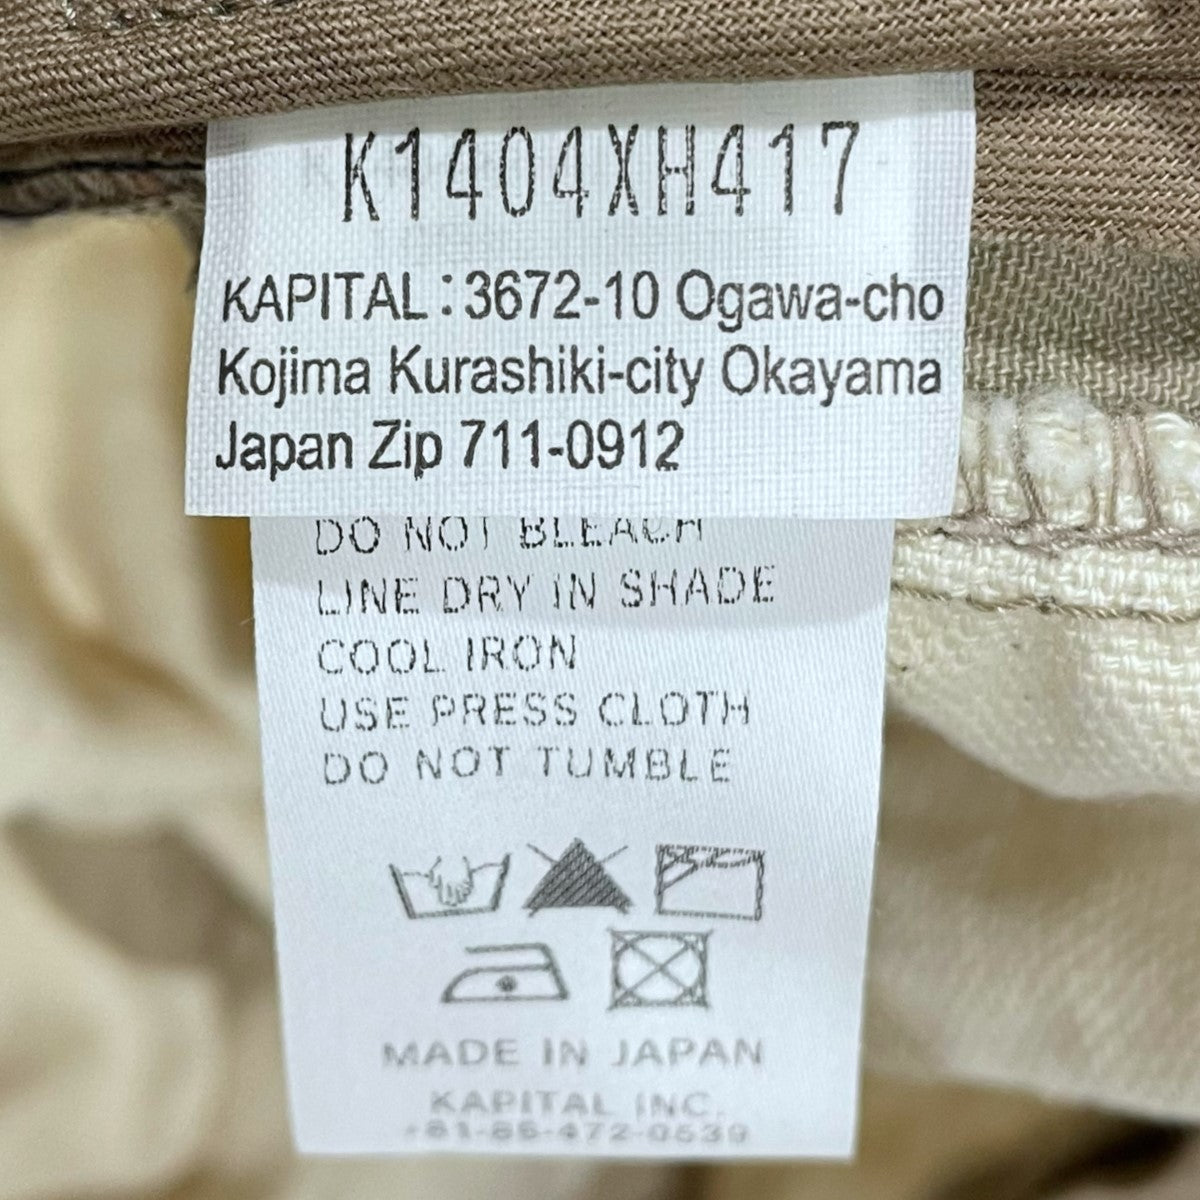 K1404XH417
KAPITAL : 3672-10 Ogawa-cho
Kojima Kurashiki-city Okayama
Japan Zip 711-0912
DO NOT BLEACH
LINE DRY IN SHADE
COOL IRON
USE PRESS CLOTH
DO NOT TUMBLE
MADE IN JAPAN
KAPITAL INC.
+81-86-472-0539